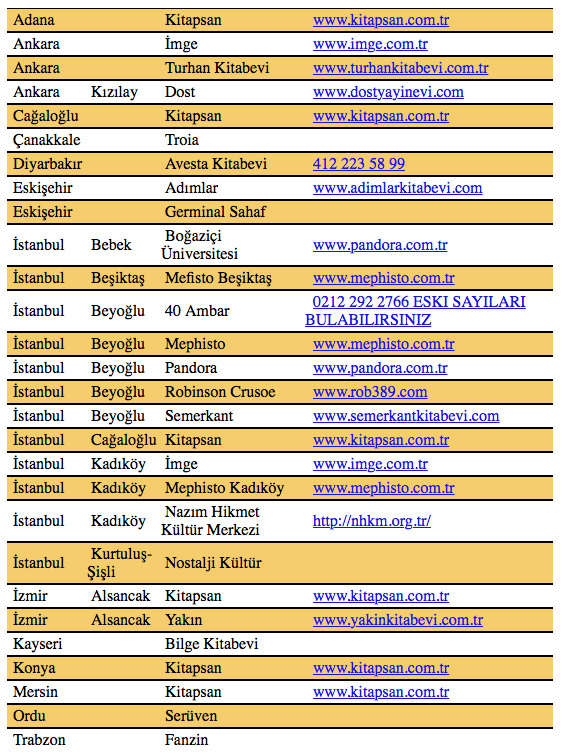 Adana Kitapsan www.kitapsan.com.tr
Ankara İmge www.imge.com.tr
Ankara Turhan Kitabevi www.turhankitabevi.com.tr
Ankara Kızılay Dost www.dostyayinevi.com
Cağaloğlu Kitapsan www.kitapsan.com.tr
Çanakkale Troia
Diyarbakır Avesta Kitabevi 412 223 58 99
Eskişehir Adımlar www.adimlarkitabevi.com
Eskişehir Germinal Sahaf
İstanbul Bebek Boğaziçi Üniversitesi www.pandora.com.tr
İstanbul Beşiktaş Mefisto Beşiktaş www.mephisto.com.tr
İstanbul Beyoğlu 40 Ambar 0212 292 2766 ESKI SAYILARI BULABILIRSINIZ
İstanbul Beyoğlu Mephisto www.mephisto.com.tr
İstanbul Beyoğlu Pandora www.pandora.com.tr
İstanbul Beyoğlu Robinson Crusoe www.rob389.com
İstanbul Beyoğlu Semerkant www.semerkantkitabevi.com
İstanbul Cağaloğlu Kitapsan www.kitapsan.com.tr
İstanbul Kadıköy İmge www.imge.com.tr
İstanbul Kadıköy Mephisto Kadıköy www.mephisto.com.tr
İstanbul Kadıköy Nazım Hikmet Kültür Merkezi http://nhkm.org.tr/
İstanbul Kurtuluş-Şişli Nostalji Kültür
İzmir Alsancak Kitapsan www.kitapsan.com.tr
İzmir Alsancak Yakın www.yakinkitabevi.com.tr
Kayseri Bilge Kitabevi
Konya Kitapsan www.kitapsan.com.tr
Mersin Kitapsan www.kitapsan.com.tr
Ordu Serüven
Trabzon Fanzin